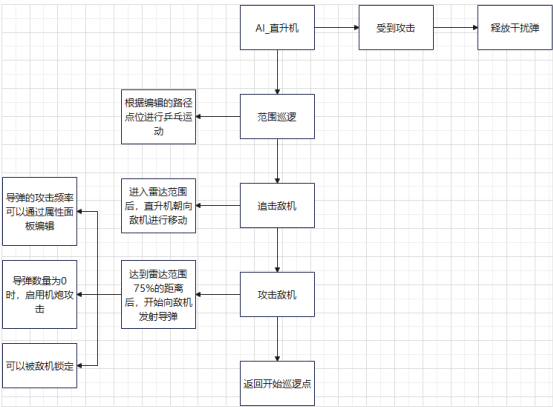 AI_直升机
受到攻击
释放干扰弹
根据编辑的路径
点位进行乒乓运
动
范围巡逻
导弹的攻击频率
可以通过属性面
板编辑
进入雷达范围
后，直升机朝向
敌机进行移动
追击敌机
导弹数量为0
时，启用机炮攻
击
达到雷达范围
75%的距离
后，开始向敌机
发射导弹
攻击敌机
可以被敌机锁定
返回开始巡逻点